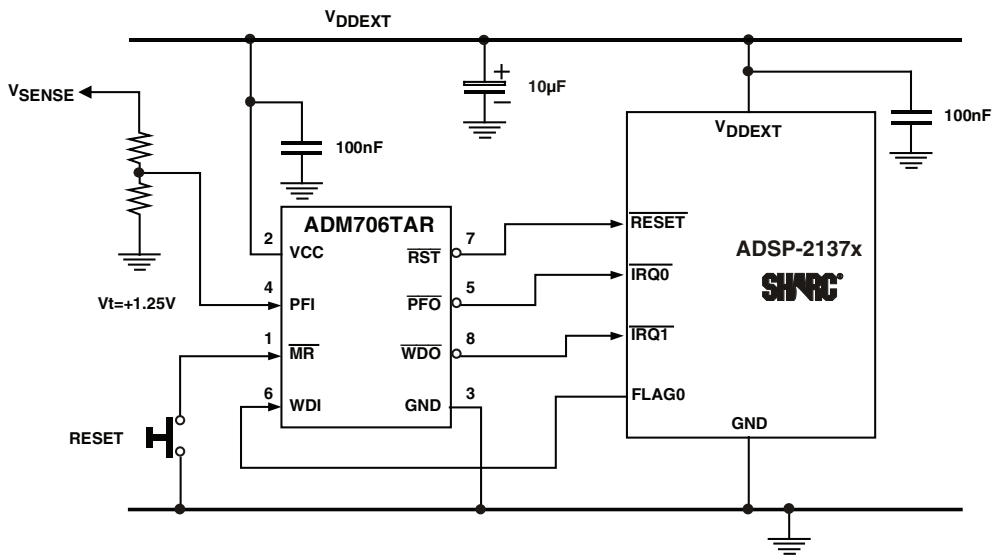 VDDEXT
VSENSE
10µF
100nF
100nF
VDDEXT
ADM706TAR
ADSP-2137x
SHARC®
Vt=+1.25V
2
VCC
RST
7
RESET
4
PFI
PFO
5
IRQ0
1
MR
WDO
8
IRQ1
6
WDI
GND
3
FLAG0
RESET
GND